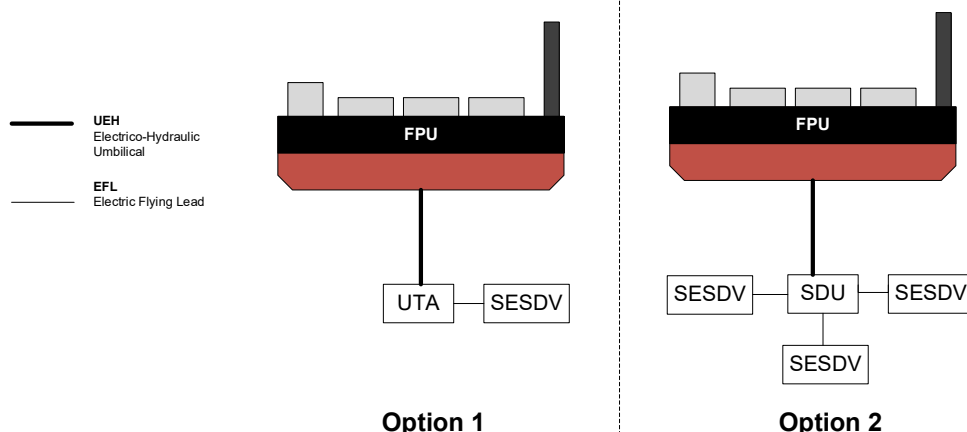 UEH
Electrico-Hydraulic
Umbilical
EFL
Electric Flying Lead
FPU
UTA
SESDV
Option 1
FPU
SESDV
SDU
SESDV
SESDV
Option 2